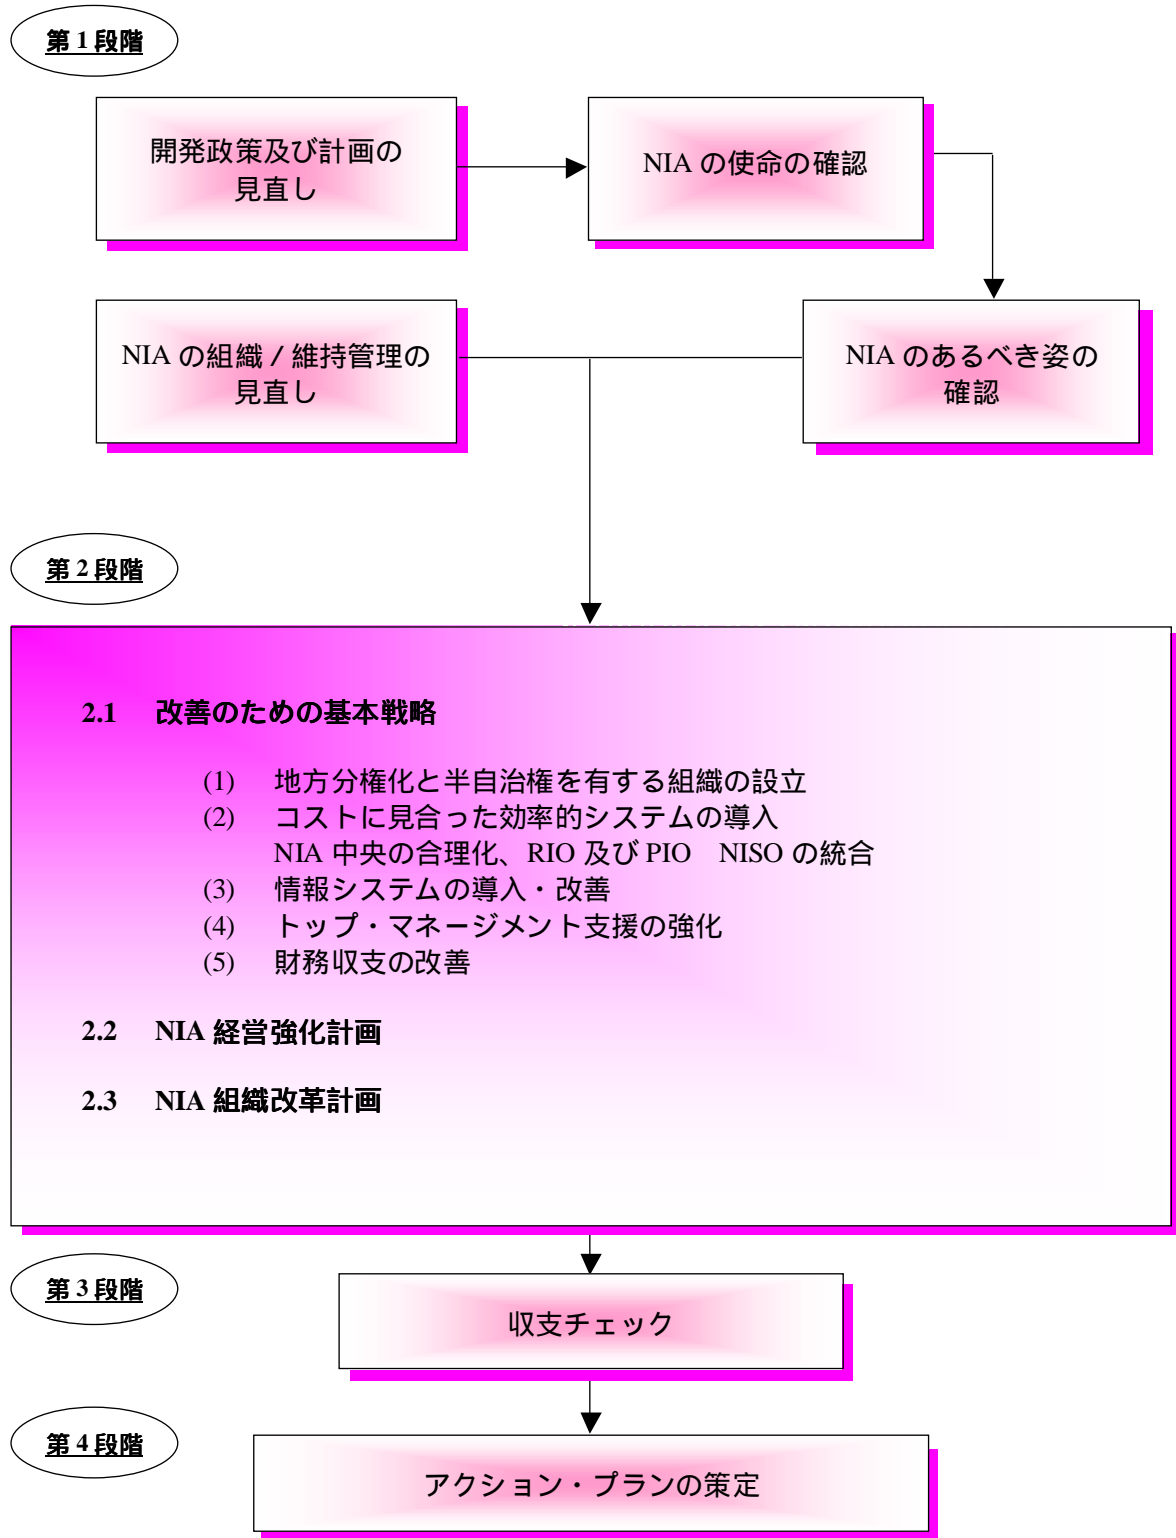 第 1 段階
開発政策及び計画の
見直し
NIA の使命の確認
NIA の組織 / 維持管理の
見直し
NIA のあるべき姿の
確認
第 2 段階
2.1 改善のための基本戦略
(1) 地方分権化と半自治権を有する組織の設立
(2) コストに見合った効率的システムの導入
NIA 中央の合理化、RIO 及び PIO　NISO の統合
(3) 情報システムの導入・改善
(4) トップ・マネージメント支援の強化
(5) 財務収支の改善
2.2 NIA 経営強化計画
2.3 NIA 組織改革計画
第 3 段階
収支チェック
第 4 段階
アクション・プランの策定